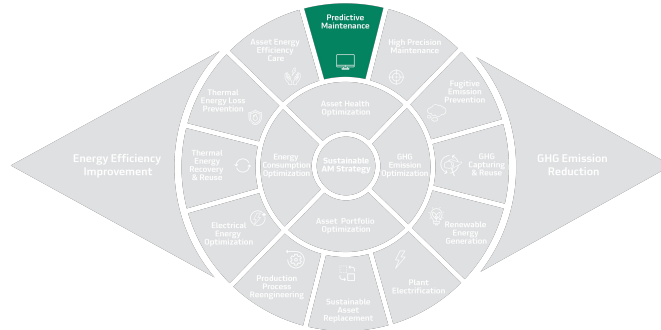 Predictive
Maintenance
High Precision
Maintenance
Fugitive
Emission
Prevention
GHG
Capturing
& Reuse
Renewable
Energy
Generation
Plant
Electrification
Sustainable
Asset
Replacement
Production
Process
Reengineering
Electrical
Energy
Optimization
Thermal
Energy
Recovery
& Reuse
Thermal
Energy Loss
Prevention
Asset Energy
Efficiency
Care
Asset Health
Optimization
GHG
Emission
Optimization
Asset Portfolio
Optimization
Energy
Consumption
Optimization
Sustainable
AM Strategy
Energy Efficiency
Improvement
GHG Emission
Reduction